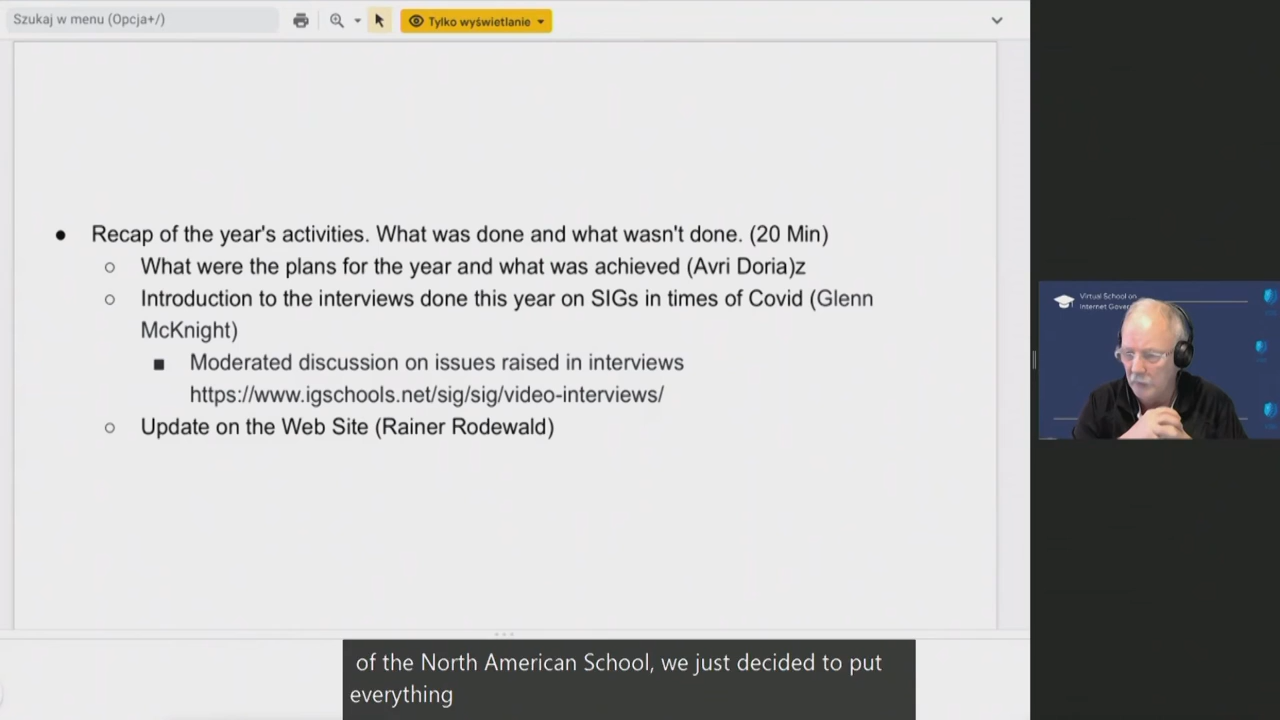 Szukaj w menu (Opcja+/)
Tylko wyświetlanie
● Recap of the year's activities. What was done and what wasn't done. (20 Min)
○ What were the plans for the year and what was achieved (Avri Doria)z
○ Introduction to the interviews done this year on SIGs in times of Covid (Glenn
McKnight)
■ Moderated discussion on issues raised in interviews
https://www.igschools.net/sig/sig/video-interviews/
○ Update on the Web Site (Rainer Rodewald)
Virtual School on
Internet Gover
of the North American School, we just decided to put
everything